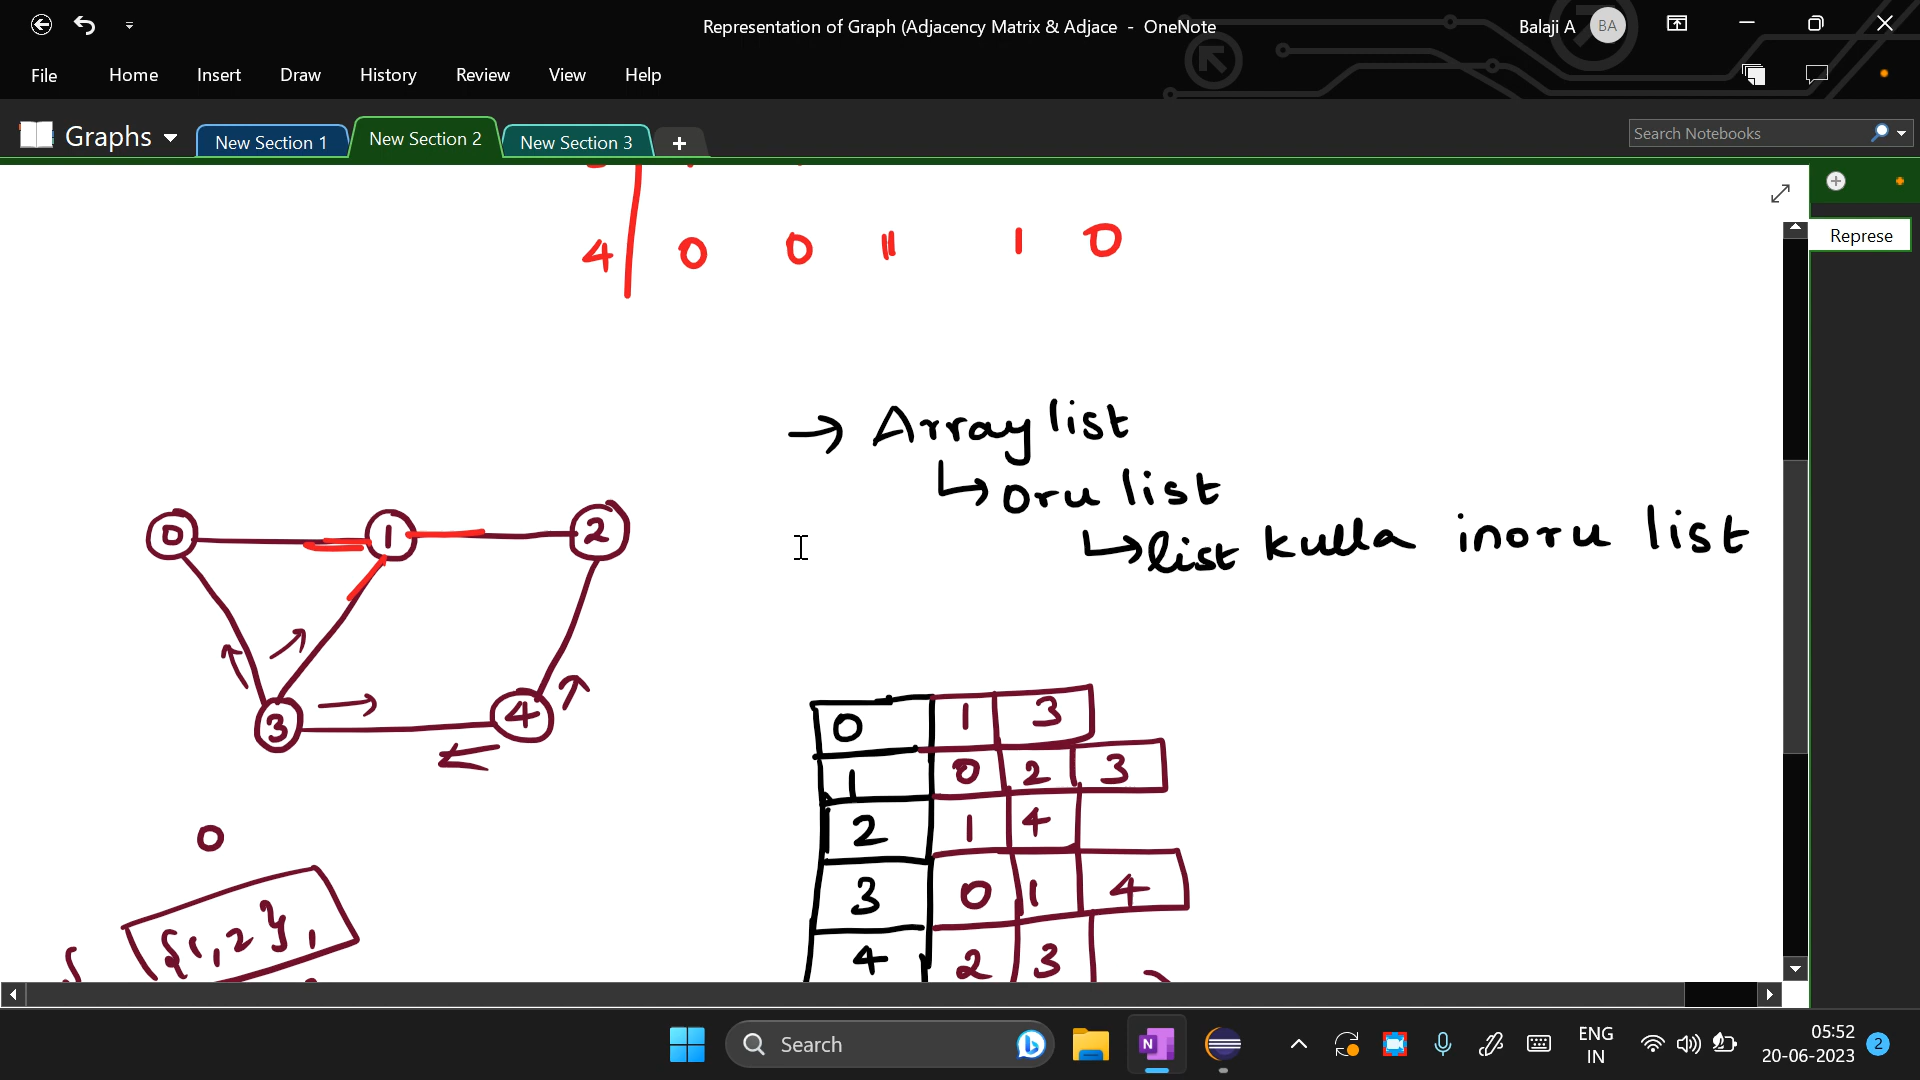 Representation of Graph (Adjacency Matrix & Adjace - OneNote
Balaji A BA
File Home Insert Draw History Review View Help
Graphs New Section 1 New Section 2 New Section 3 +
Search Notebooks
Represe
4 0 0 1 1 0
→ Array list
↳ oru list
↳ list kulla inoru list
0 1 2
3 4
0 1 3
1 0 2 3
2 1 4
3 0 1 4
4 2 3
0
{1,2},
{
Search
ENG
IN
05:52
20-06-2023
2